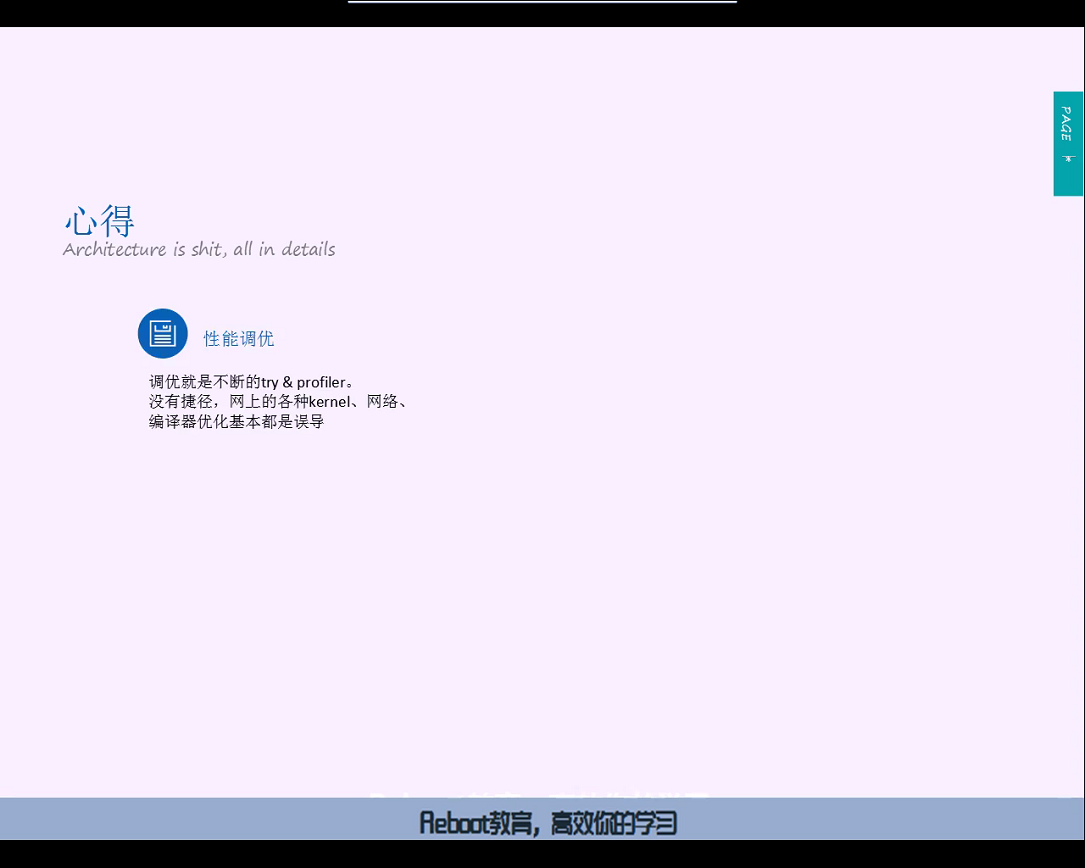 PAGE *
心得
Architecture is shit, all in details
性能调优
调优就是不断的try & profiler。
没有捷径，网上的各种kernel、网络、
编译器优化基本都是误导
Reboot教育，高效你的学习